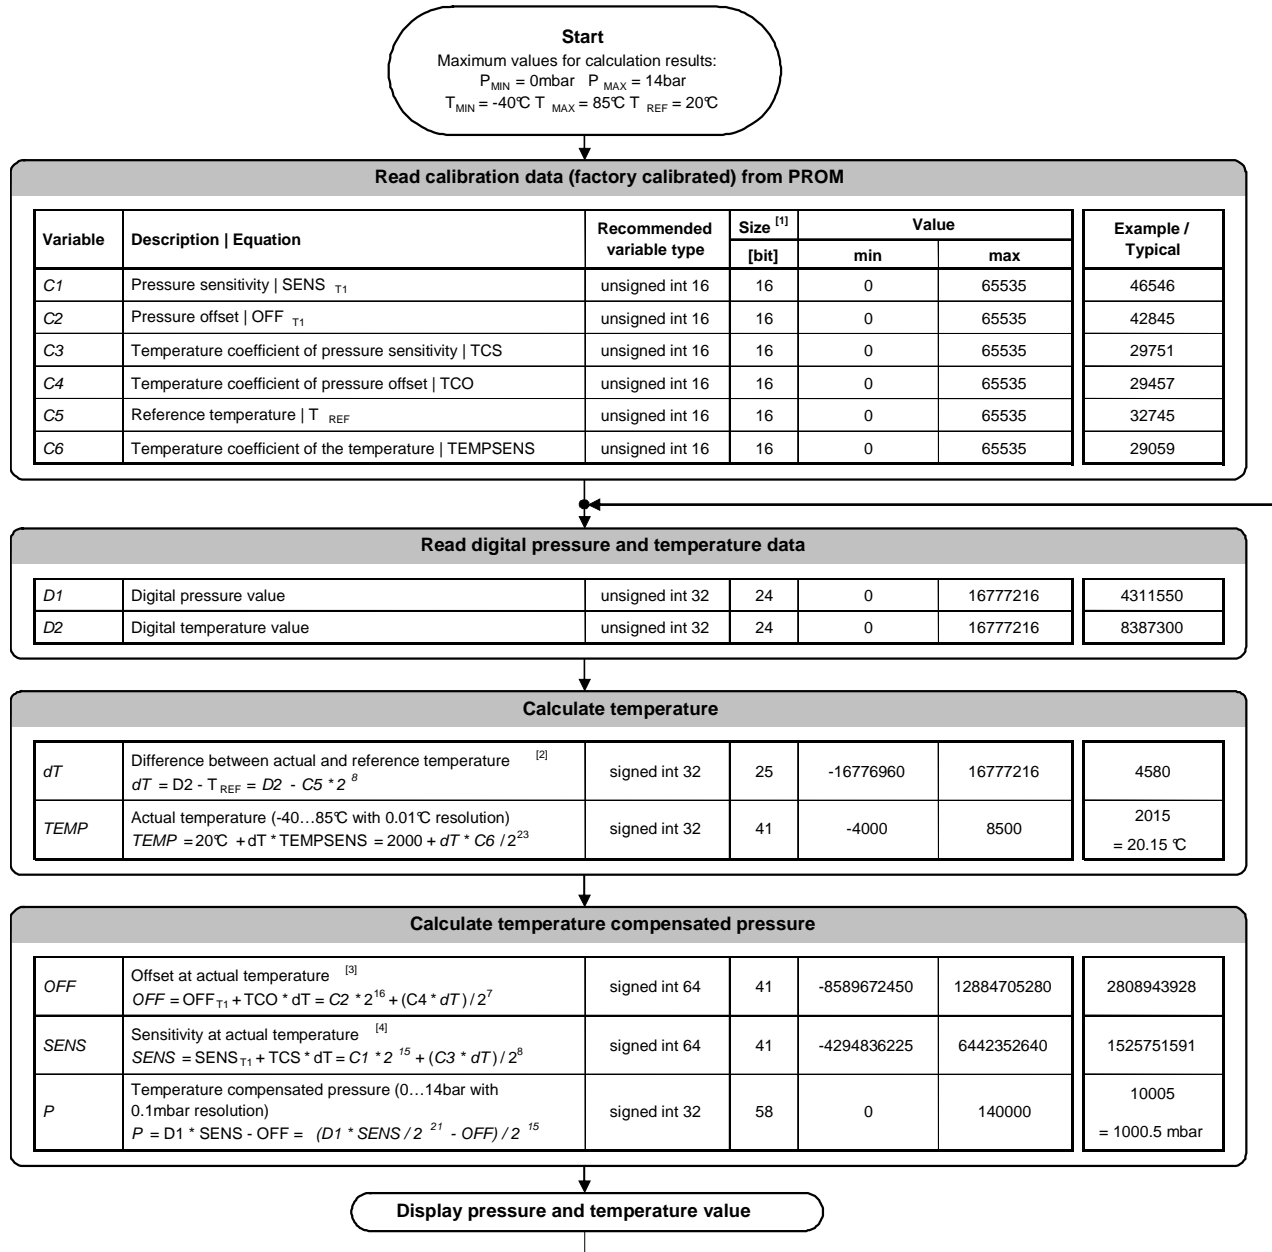 Start
Maximum values for calculation results:
P MIN = 0mbar P MAX = 14bar
T MIN = -40°C T MAX = 85°C T REF = 20°C
Read calibration data (factory calibrated) from PROM
Variable Description | Equation Recommended variable type Size [1] [bit] Value min max Example / Typical
C1 Pressure sensitivity | SENS T1 unsigned int 16 16 0 65535 46546
C2 Pressure offset | OFF T1 unsigned int 16 16 0 65535 42845
C3 Temperature coefficient of pressure sensitivity | TCS unsigned int 16 16 0 65535 29751
C4 Temperature coefficient of pressure offset | TCO unsigned int 16 16 0 65535 29457
C5 Reference temperature | T REF unsigned int 16 16 0 65535 32745
C6 Temperature coefficient of the temperature | TEMPSENS unsigned int 16 16 0 65535 29059
Read digital pressure and temperature data
D1 Digital pressure value unsigned int 32 24 0 16777216 4311550
D2 Digital temperature value unsigned int 32 24 0 16777216 8387300
Calculate temperature
Difference between actual and reference temperature [2]
dT dT = D2 - T REF = D2 - C5 * 2 8 signed int 32 25 -16776960 16777216 4580
Actual temperature (-40…85°C with 0.01°C resolution) 2015
TEMP TEMP = 20°C + dT * TEMPSENS = 2000 + dT * C6 / 2 23 signed int 32 41 -4000 8500 = 20.15 °C
Calculate temperature compensated pressure
Offset at actual temperature [3]
OFF OFF = OFF T1 + TCO * dT = C2 * 2 16 + (C4 * dT) / 2 7 signed int 64 41 -8589672450 12884705280 2808943928
Sensitivity at actual temperature [4]
SENS SENS = SENS T1 + TCS * dT = C1 * 2 15 + (C3 * dT) / 2 8 signed int 64 41 -4294836225 6442352640 1525751591
Temperature compensated pressure (0…14bar with 10005
P 0.1mbar resolution) signed int 32 58 0 140000
P = D1 * SENS - OFF = (D1 * SENS / 2 21 - OFF) / 2 15 = 1000.5 mbar
Display pressure and temperature value